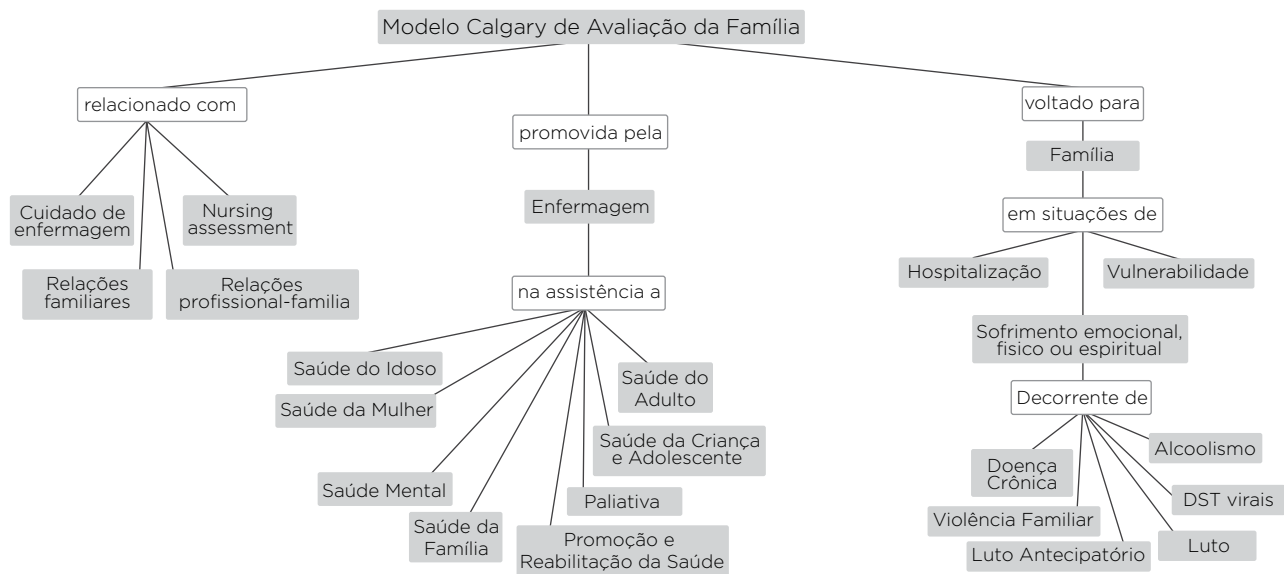 Modelo Calgary de Avaliação da Família
relacionado com
Cuidado de
enfermagem
Nursing
assessment
Relações
familiares
Relações
profissional-familia
promovida pela
Enfermagem
na assistência a
Saúde do Idoso
Saúde da Mulher
Saúde Mental
Saúde da
Família
Promoção e
Reabilitação da Saúde
Paliativa
Saúde da Criança
e Adolescente
Saúde do
Adulto
voltado para
Família
em situações de
Hospitalização
Vulnerabilidade
Sofrimento emocional,
fisico ou espiritual
Decorrente de
Doença
Crônica
Violência Familiar
Luto Antecipatório
Luto
DST virais
Alcoolismo